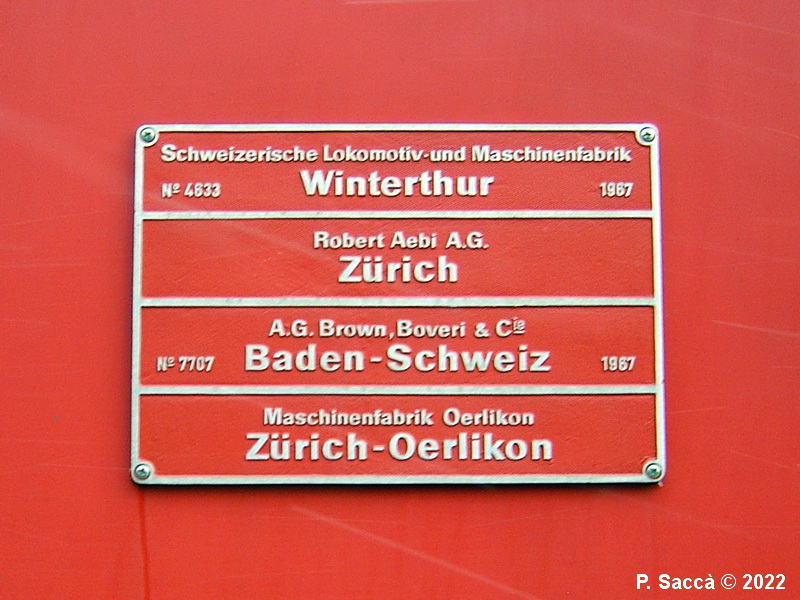 Schweizerische Lokomotiv-und Maschinenfabrik
Nº 4633 Winterthur 1967
Robert Aebi A.G.
Zürich
A.G. Brown, Boveri & Cie
Nº 7707 Baden-Schweiz 1967
Maschinenfabrik Oerlikon
Zürich-Oerlikon
P. Saccà © 2022